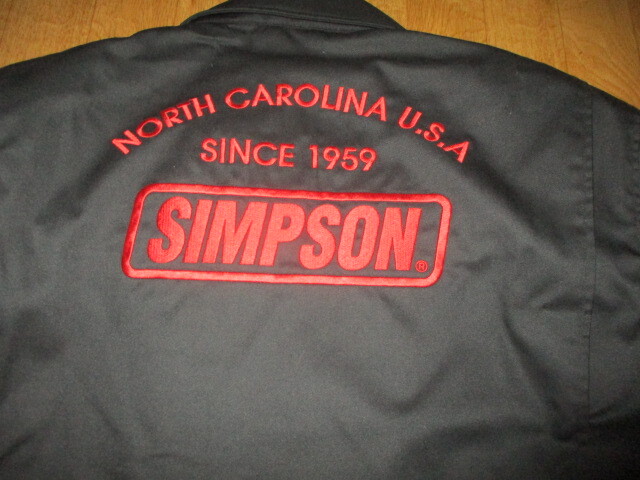 NORTH CAROLINA U.S.A
SINCE 1959
SIMPSON®